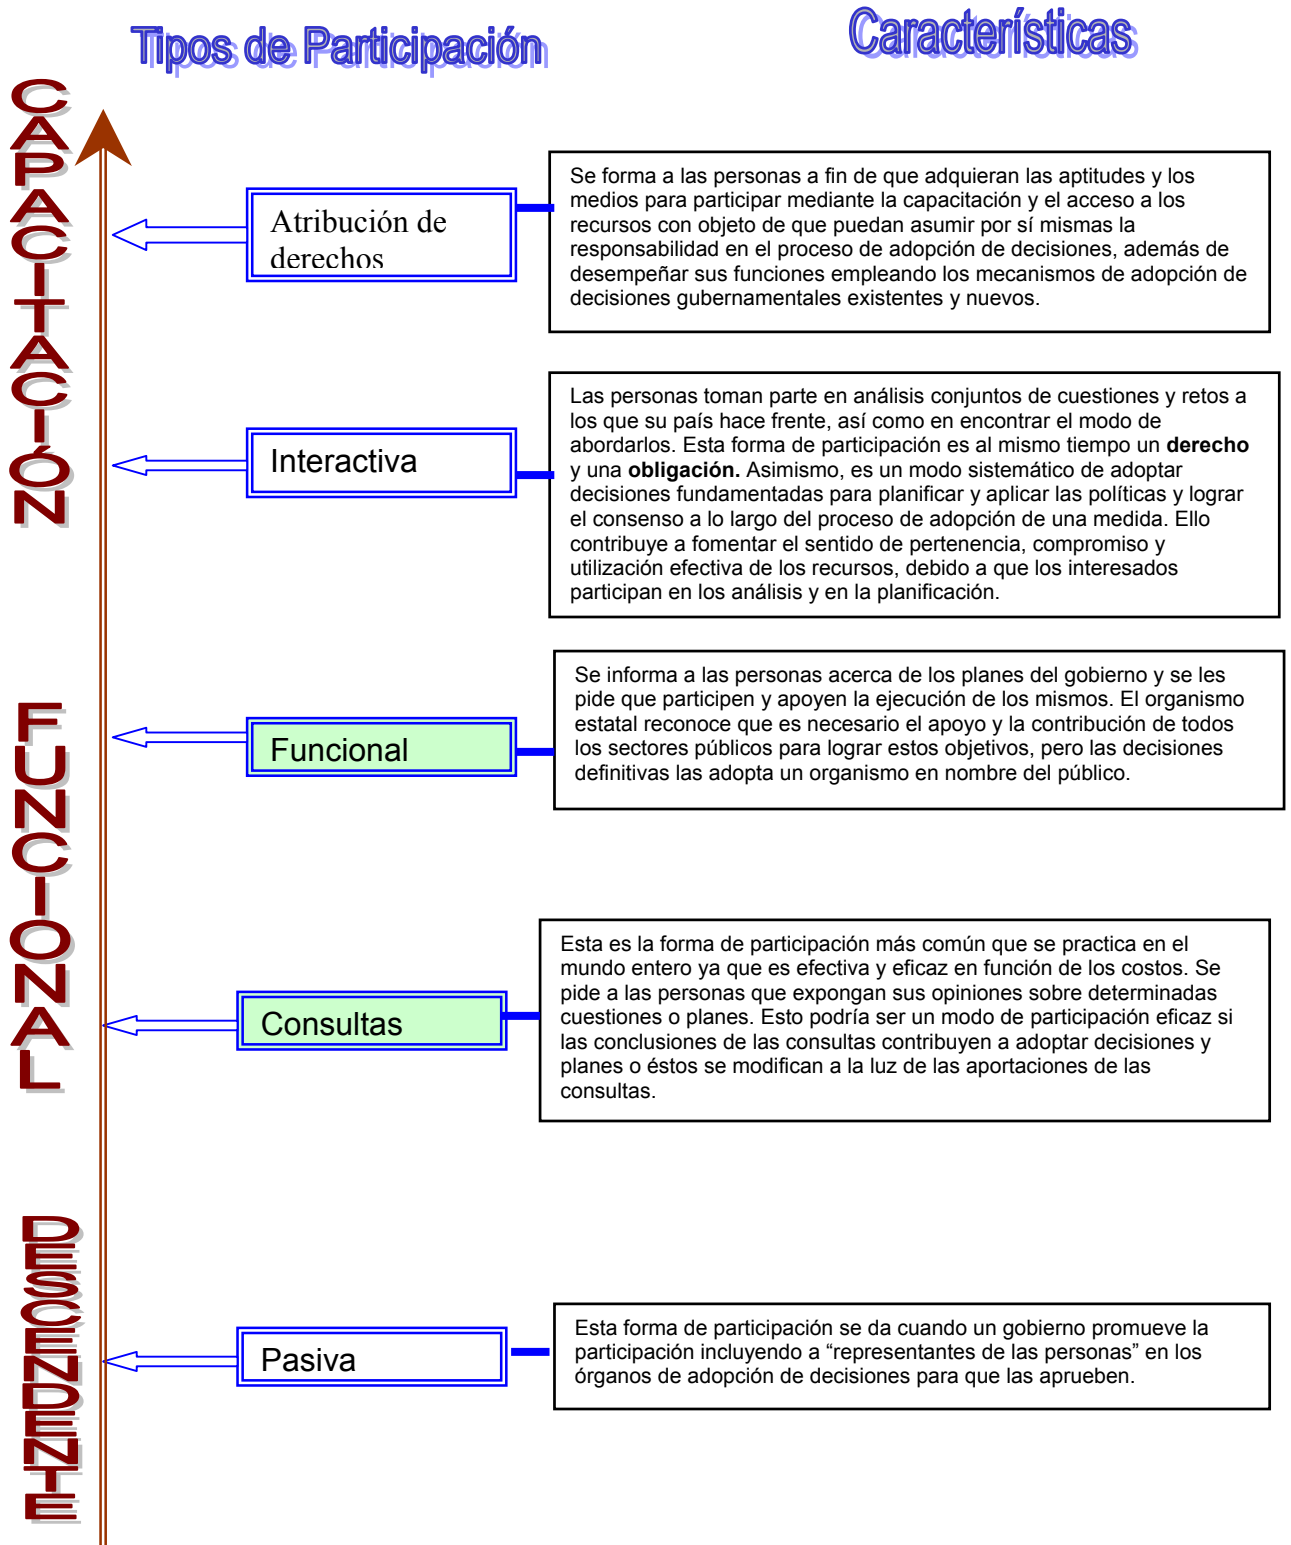 Tipos de Participación
Características
CAPACITACIÓN
Atribución de
derechos
Se forma a las personas a fin de que adquieran las aptitudes y los
medios para participar mediante la capacitación y el acceso a los
recursos con objeto de que puedan asumir por sí mismas la
responsabilidad en el proceso de adopción de decisiones, además de
desempeñar sus funciones empleando los mecanismos de adopción de
decisiones gubernamentales existentes y nuevos.
Interactiva
Las personas toman parte en análisis conjuntos de cuestiones y retos a
los que su país hace frente, así como en encontrar el modo de
abordarlos. Esta forma de participación es al mismo tiempo un derecho
y una obligación. Asimismo, es un modo sistemático de adoptar
decisiones fundamentadas para planificar y aplicar las políticas y lograr
el consenso a lo largo del proceso de adopción de una medida. Ello
contribuye a fomentar el sentido de pertenencia, compromiso y
utilización efectiva de los recursos, debido a que los interesados
participan en los análisis y en la planificación.
FUNCIONAL
Funcional
Se informa a las personas acerca de los planes del gobierno y se les
pide que participen y apoyen la ejecución de los mismos. El organismo
estatal reconoce que es necesario el apoyo y la contribución de todos
los sectores públicos para lograr estos objetivos, pero las decisiones
definitivas las adopta un organismo en nombre del público.
Consultas
Esta es la forma de participación más común que se practica en el
mundo entero ya que es efectiva y eficaz en función de los costos. Se
pide a las personas que expongan sus opiniones sobre determinadas
cuestiones o planes. Esto podría ser un modo de participación eficaz si
las conclusiones de las consultas contribuyen a adoptar decisiones y
planes o éstos se modifican a la luz de las aportaciones de las
consultas.
DESCENDENTE
Pasiva
Esta forma de participación se da cuando un gobierno promueve la
participación incluyendo a “representantes de las personas” en los
órganos de adopción de decisiones para que las aprueben.